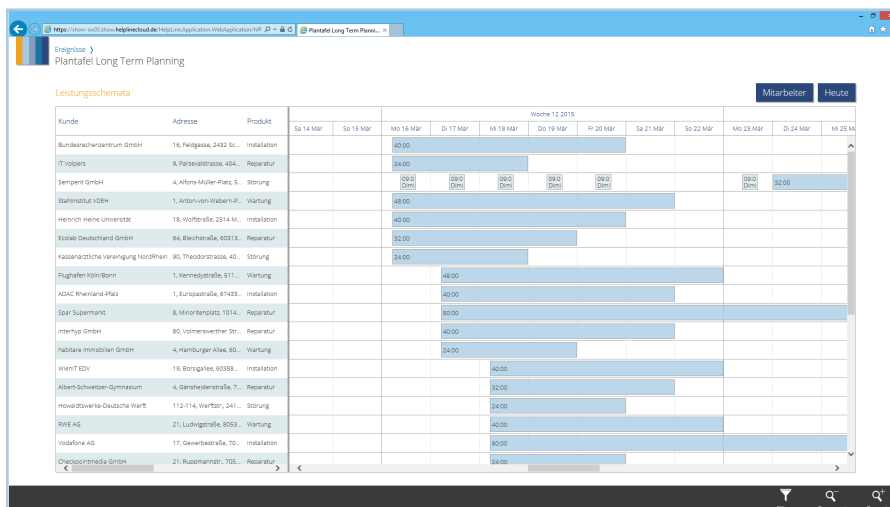 https://show-sw03.show.helplinecloud.de/HelpLine.Application.WebApplication/hlP
Plantafel Long Term Planni...
Ereignisse
Plantafel Long Term Planning
Leistungsschemata
Mitarbeiter Heute
Kunde Adresse Produkt
Woche 12 2015
Sa 14 Mär So 15 Mär Mo 16 Mär Di 17 Mär Mi 18 Mär Do 19 Mär Fr 20 Mär Sa 21 Mär So 22 Mär Mo 23 Mär Di 24 Mär Mi 25 M
Bundesrechenzentrum GmbH 16, Feldgasse, 2432 Sc... Installation 40:00
IT Volpers 9, Parsevalstrasse, 404... Reparatur 24:00
Semperit GmbH 4, Alfons-Müller-Platz, 5... Störung 09:0 Dimi 09:0 Dimi 09:0 Dimi 09:0 Dimi 09:0 Dimi 09:0 Dimi 32:00
Stahlinstitut VDEH 1, Anton-von-Webern-P... Wartung 48:00
Heinrich Heine Universität 18, Wolfstraße, 2514 M... Installation 40:00
Ecolab Deutschland GmbH 64, Bleichstraße, 60313... Reparatur 32:00
Kassenärztliche Vereinigung NordRhein 90, Theodorstrasse, 40... Störung 24:00
Flughafen Köln/Bonn 1, Kennedystraße, 511... Wartung 48:00
ADAC Rheinland-Pfalz 1, Europastraße, 67433... Installation 40:00
Spar Supermarkt 8, Minoritenplatz, 1014... Reparatur 80:00
Interhyp GmbH 80, Volmerswerther Str... Reparatur 40:00
habitare Immobilien GmbH 4, Hamburger Allee, 60... Wartung 24:00
WienIT EDV 19, Borsigallee, 60388... Installation 40:00
Albert-Schweitzer-Gymnasium 4, Gänsheidenstraße, 7... Reparatur 32:00
Howaldtswerke-Deutsche Werft 112-114, Werftstr., 241... Störung 24:00
RWE AG 21, Ludwigstraße, 8053... Wartung 40:00
Vodafone AG 17, Gewerbestraße, 70... Installation 80:00
Checkpointmedia GmbH 21, Ruppmannstr., 705... Reparatur 24:00